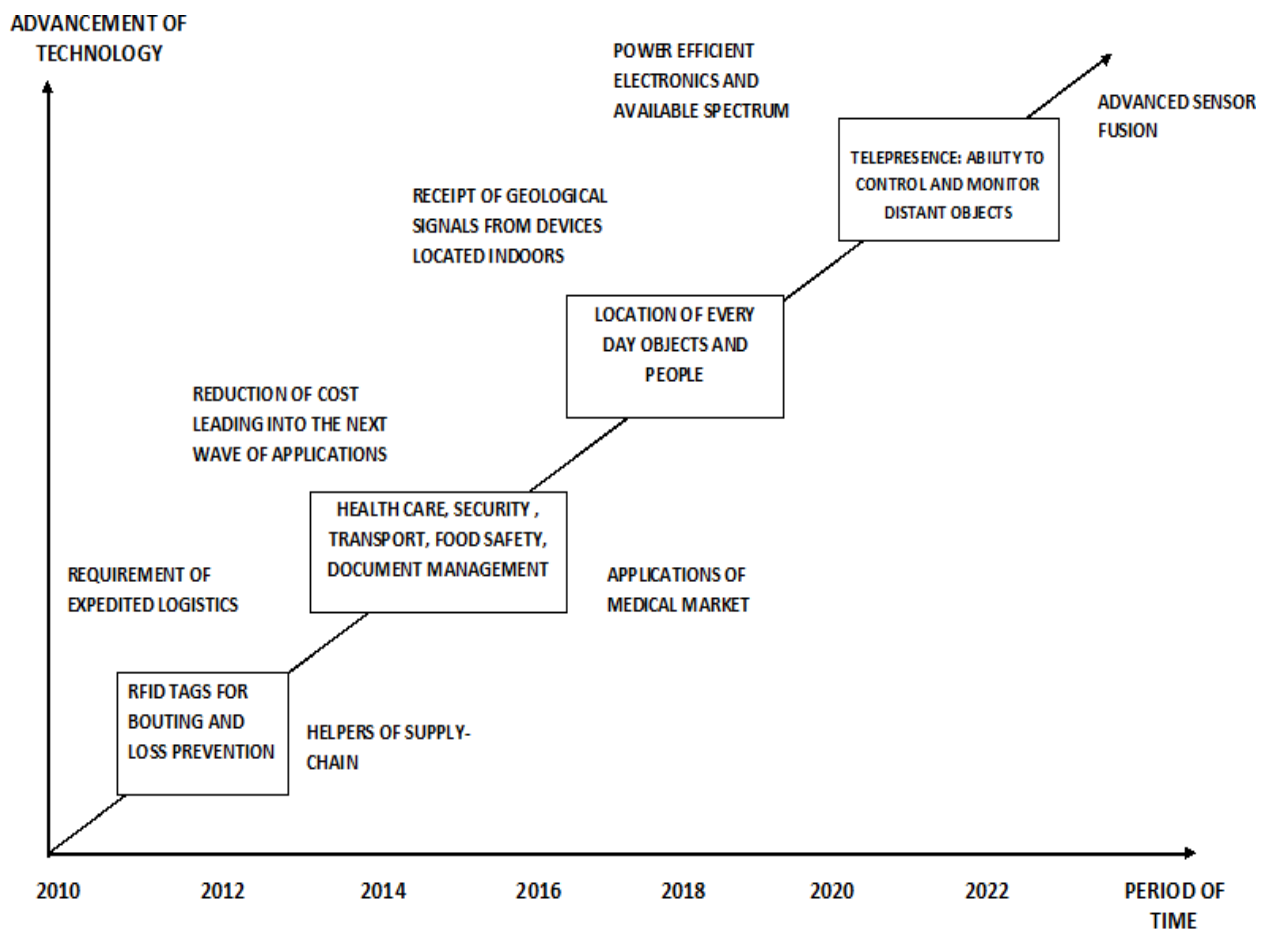 ADVANCEMENT OF
TECHNOLOGY
POWER EFFICIENT
ELECTRONICS AND
AVAILABLE SPECTRUM
ADVANCED SENSOR
FUSION
TELEPRESENCE: ABILITY TO
CONTROL AND MONITOR
DISTANT OBJECTS
RECEIPT OF GEOLOGICAL
SIGNALS FROM DEVICES
LOCATED INDOORS
LOCATION OF EVERY
DAY OBJECTS AND
PEOPLE
REDUCTION OF COST
LEADING INTO THE NEXT
WAVE OF APPLICATIONS
HEALTH CARE, SECURITY ,
TRANSPORT, FOOD SAFETY,
DOCUMENT MANAGEMENT
REQUIREMENT OF
EXPEDITED LOGISTICS
APPLICATIONS OF
MEDICAL MARKET
RFID TAGS FOR
BOUTING AND
LOSS PREVENTION
HELPERS OF SUPPLY-
CHAIN
2010 2012 2014 2016 2018 2020 2022
PERIOD OF
TIME